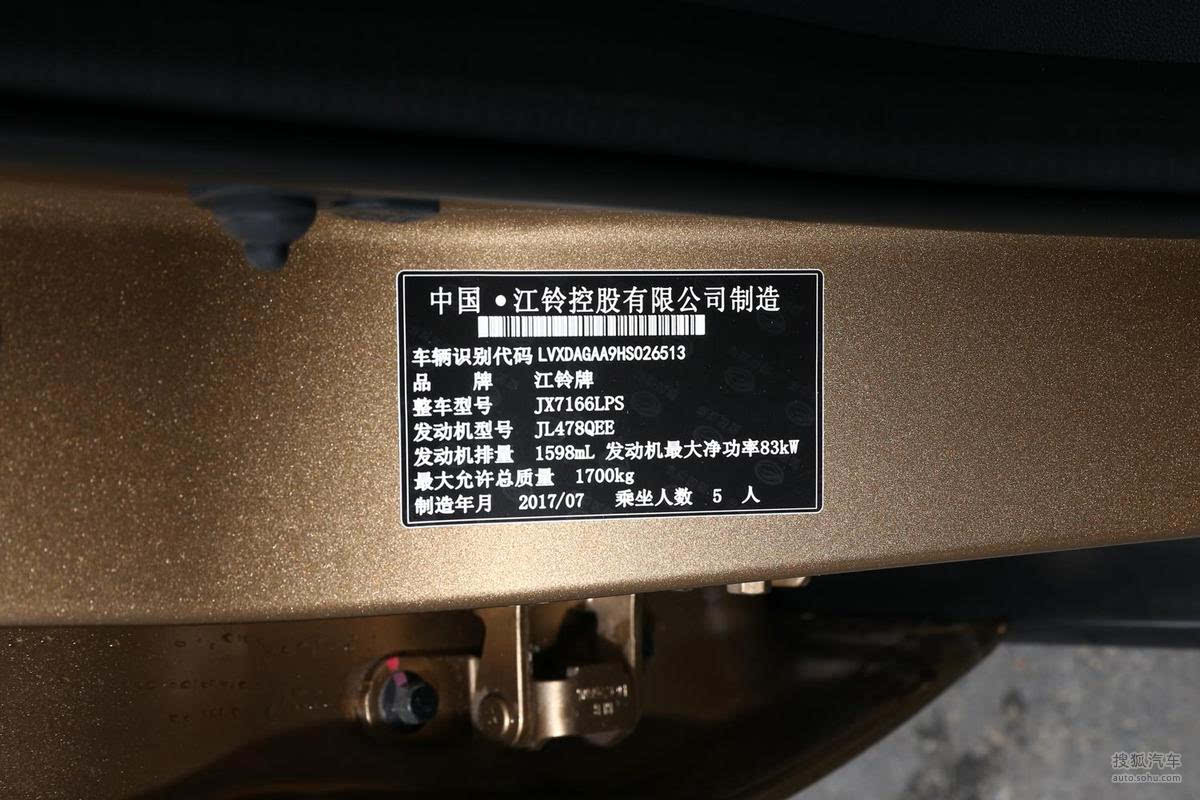 中国·江铃控股有限公司制造
车辆识别代码 LVXDAGAA9HS026513
品 牌 江铃牌
整车型号 JX7166LPS
发动机型号 JL478QEE
发动机排量 1598mL 发动机最大净功率83kW
最大允许总质量 1700kg
制造年月 2017/07 乘坐人数 5 人
搜狐汽车
auto.sohu.com